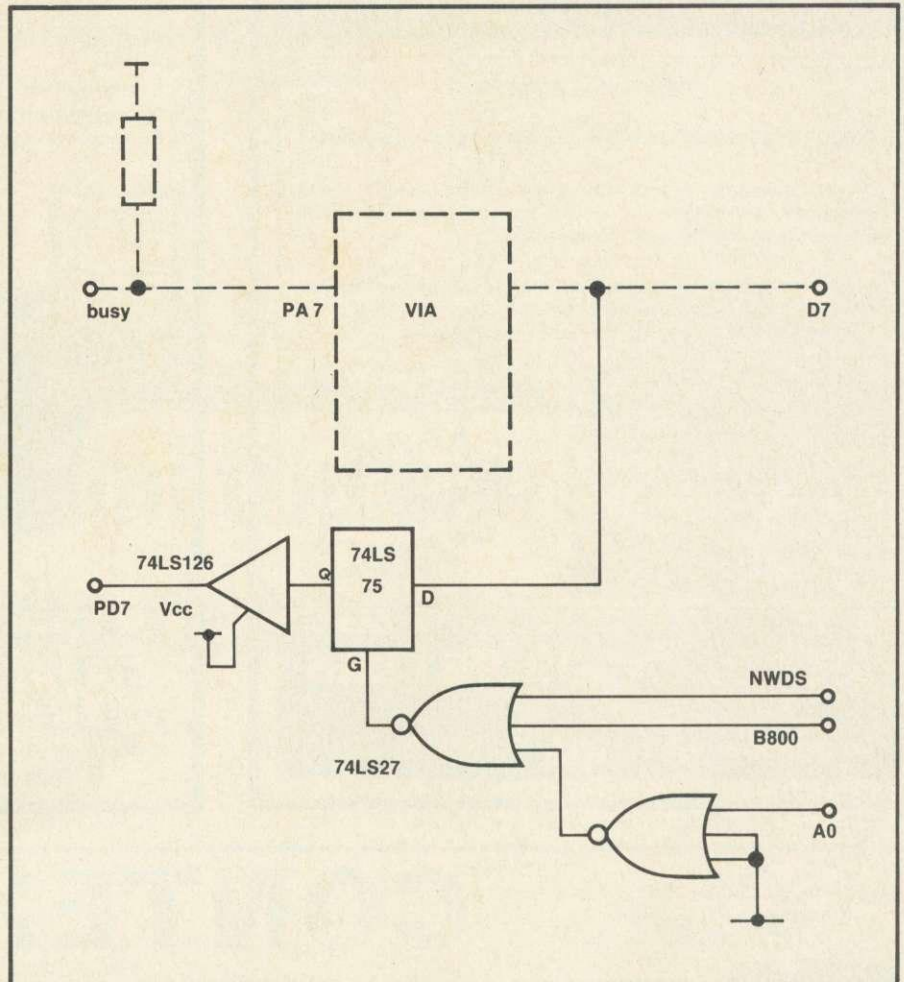 busy
PA 7
VIA
D7
74LS126
Q
74LS
75
D
PD7
Vcc
G
NWDS
B800
74LS27
A0